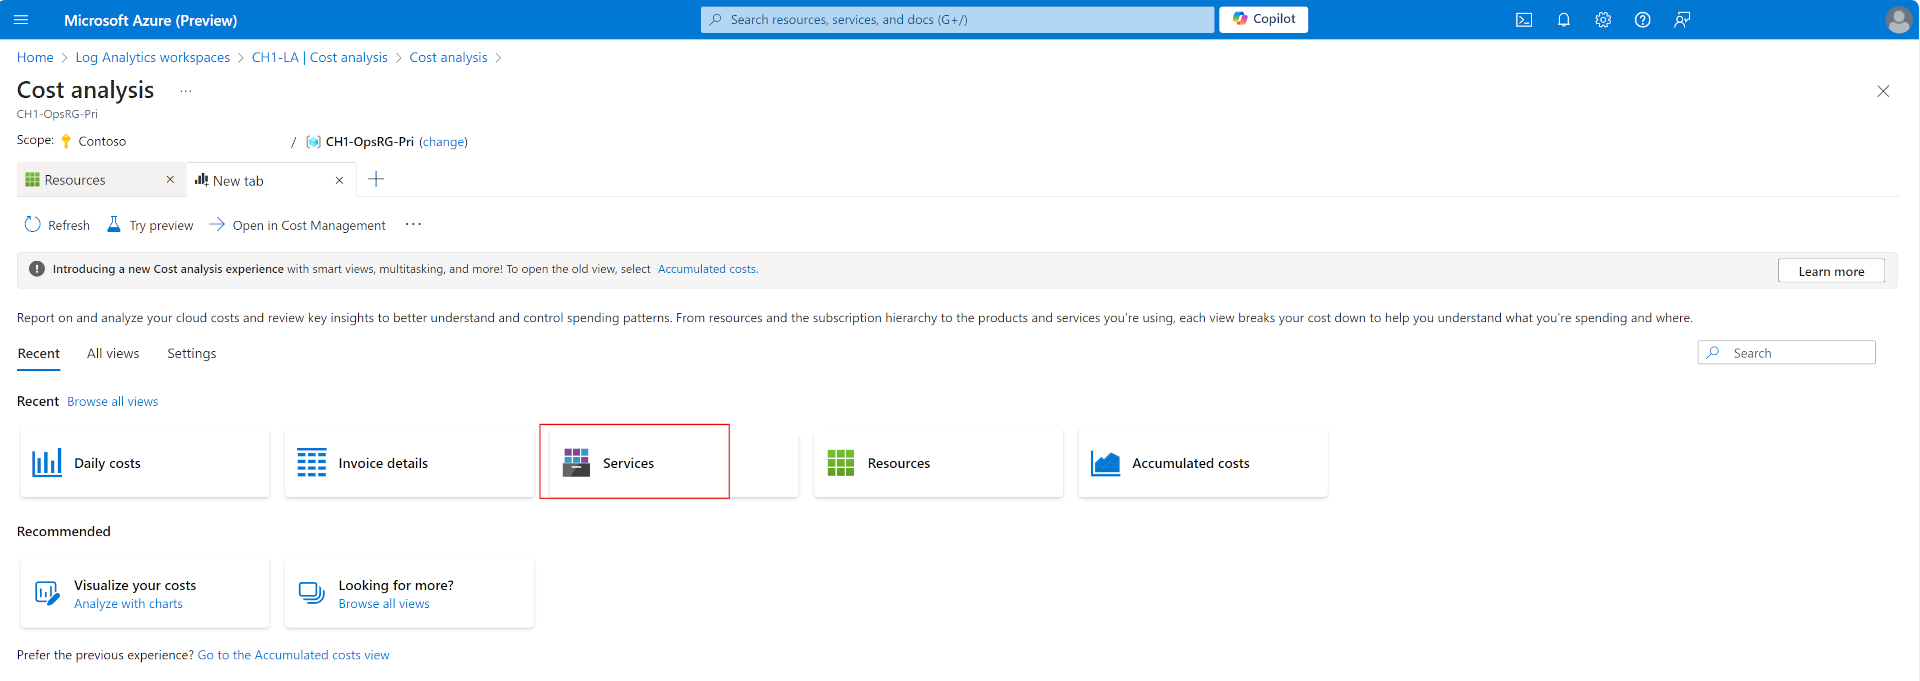 Microsoft Azure (Preview)
Search resources, services, and docs (G+/)
Copilot
Home > Log Analytics workspaces > CH1-LA | Cost analysis > Cost analysis >
Cost analysis ...
CH1-OpsRG-Pri
Scope: Contoso / CH1-OpsRG-Pri (change)
Resources
New tab
Refresh Try preview Open in Cost Management ...
Introducing a new Cost analysis experience with smart views, multitasking, and more! To open the old view, select Accumulated costs.
Learn more
Report on and analyze your cloud costs and review key insights to better understand and control spending patterns. From resources and the subscription hierarchy to the products and services you're using, each view breaks your cost down to help you understand what you're spending and where.
Recent All views Settings
Search
Recent Browse all views
Daily costs
Invoice details
Services
Resources
Accumulated costs
Recommended
Visualize your costs
Analyze with charts
Looking for more?
Browse all views
Prefer the previous experience? Go to the Accumulated costs view